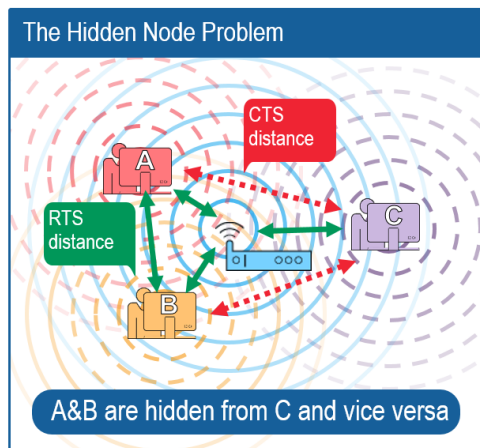 The Hidden Node Problem
CTS
distance
A
C
RTS
distance
B
A&B are hidden from C and vice versa